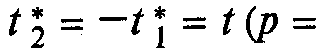 t*2 = −t*1 = t (p =